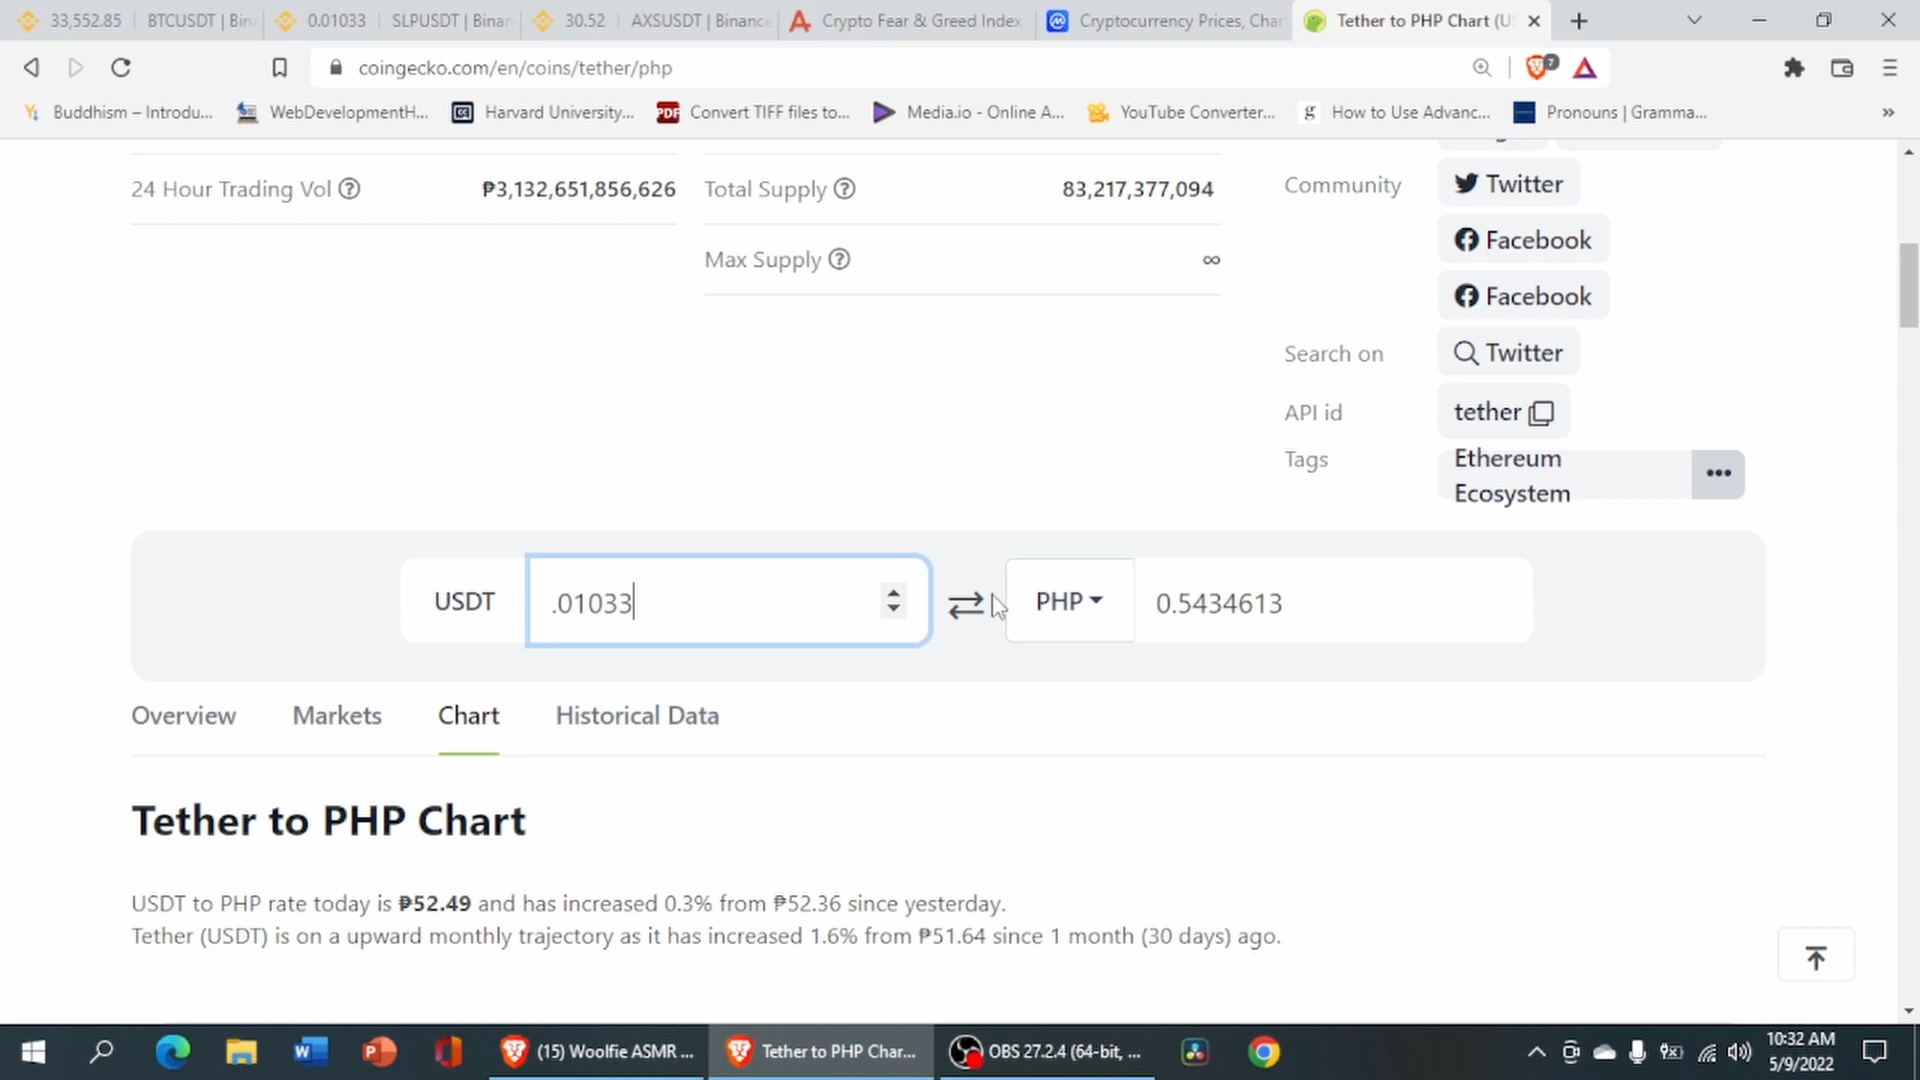 33,552.85 | BTCUSDT | Bin
0.01033 | SLPUSDT | Binan
30.52 | AXSUSDT | Binance
Crypto Fear & Greed Index
Cryptocurrency Prices, Char
Tether to PHP Chart (US
coingecko.com/en/coins/tether/php
7
Buddhism – Introdu...
WebDevelopmentH...
Harvard University...
PDF Convert TIFF files to...
Media.io - Online A...
YouTube Converter...
g How to Use Advanc...
Pronouns | Gramma...
24 Hour Trading Vol ₱3,132,651,856,626
Total Supply 83,217,377,094
Max Supply ∞
Community Twitter
Facebook
Facebook
Search on Twitter
API id tether
Tags Ethereum
Ecosystem
•••
USDT .01033 PHP 0.5434613
Overview Markets Chart Historical Data
Tether to PHP Chart
USDT to PHP rate today is ₱52.49 and has increased 0.3% from ₱52.36 since yesterday.
Tether (USDT) is on a upward monthly trajectory as it has increased 1.6% from ₱51.64 since 1 month (30 days) ago.
(15) Woolfie ASMR ...
Tether to PHP Char...
OBS 27.2.4 (64-bit, ...
10:32 AM
5/9/2022